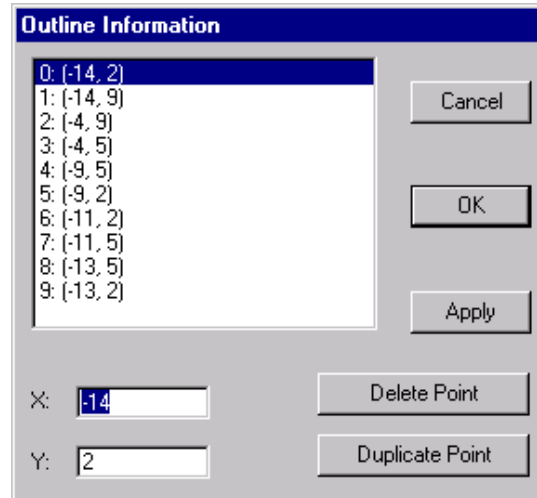 Outline Information
0: (-14, 2)
1: (-14, 9)
2: (-4, 9)
3: (-4, 5)
4: (-9, 5)
5: (-9, 2)
6: (-11, 2)
7: (-11, 5)
8: (-13, 5)
9: (-13, 2)
Cancel
OK
Apply
X: -14
Delete Point
Y: 2
Duplicate Point